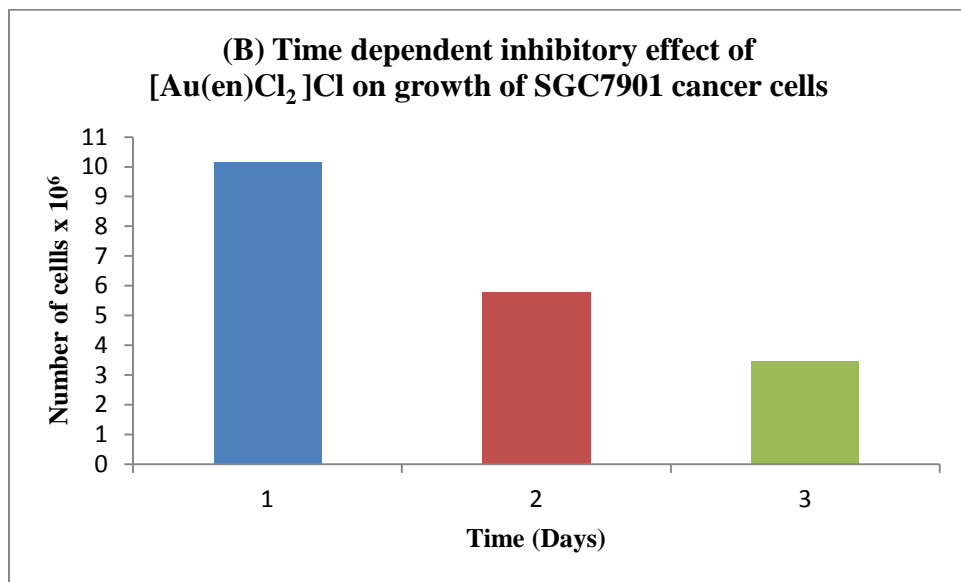 (B) Time dependent inhibitory effect of
[Au(en)Cl₂ ]Cl on growth of SGC7901 cancer cells
Number of cellls x 10⁶
11
10
9
8
7
6
5
4
3
2
1
0
1 2 3
Time (Days)